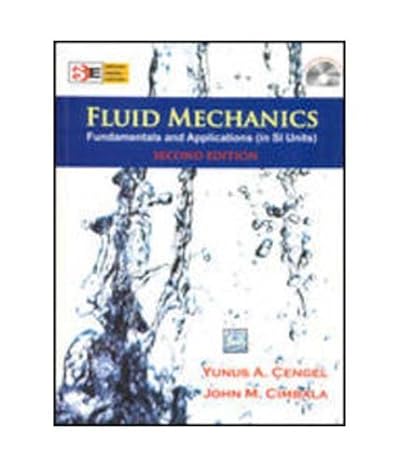 FLUID MECHANICS
Fundamentals and Applications (in SI Units)
SECOND EDITION
YUNUS A. ÇENGEL
JOHN M. CIMBALA